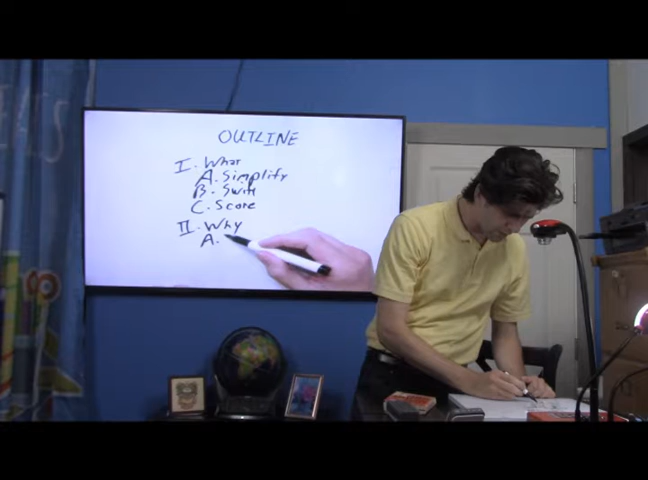 OUTLINE
I. What
A. Simplify
B. Swift
C. Score
II. Why
A.